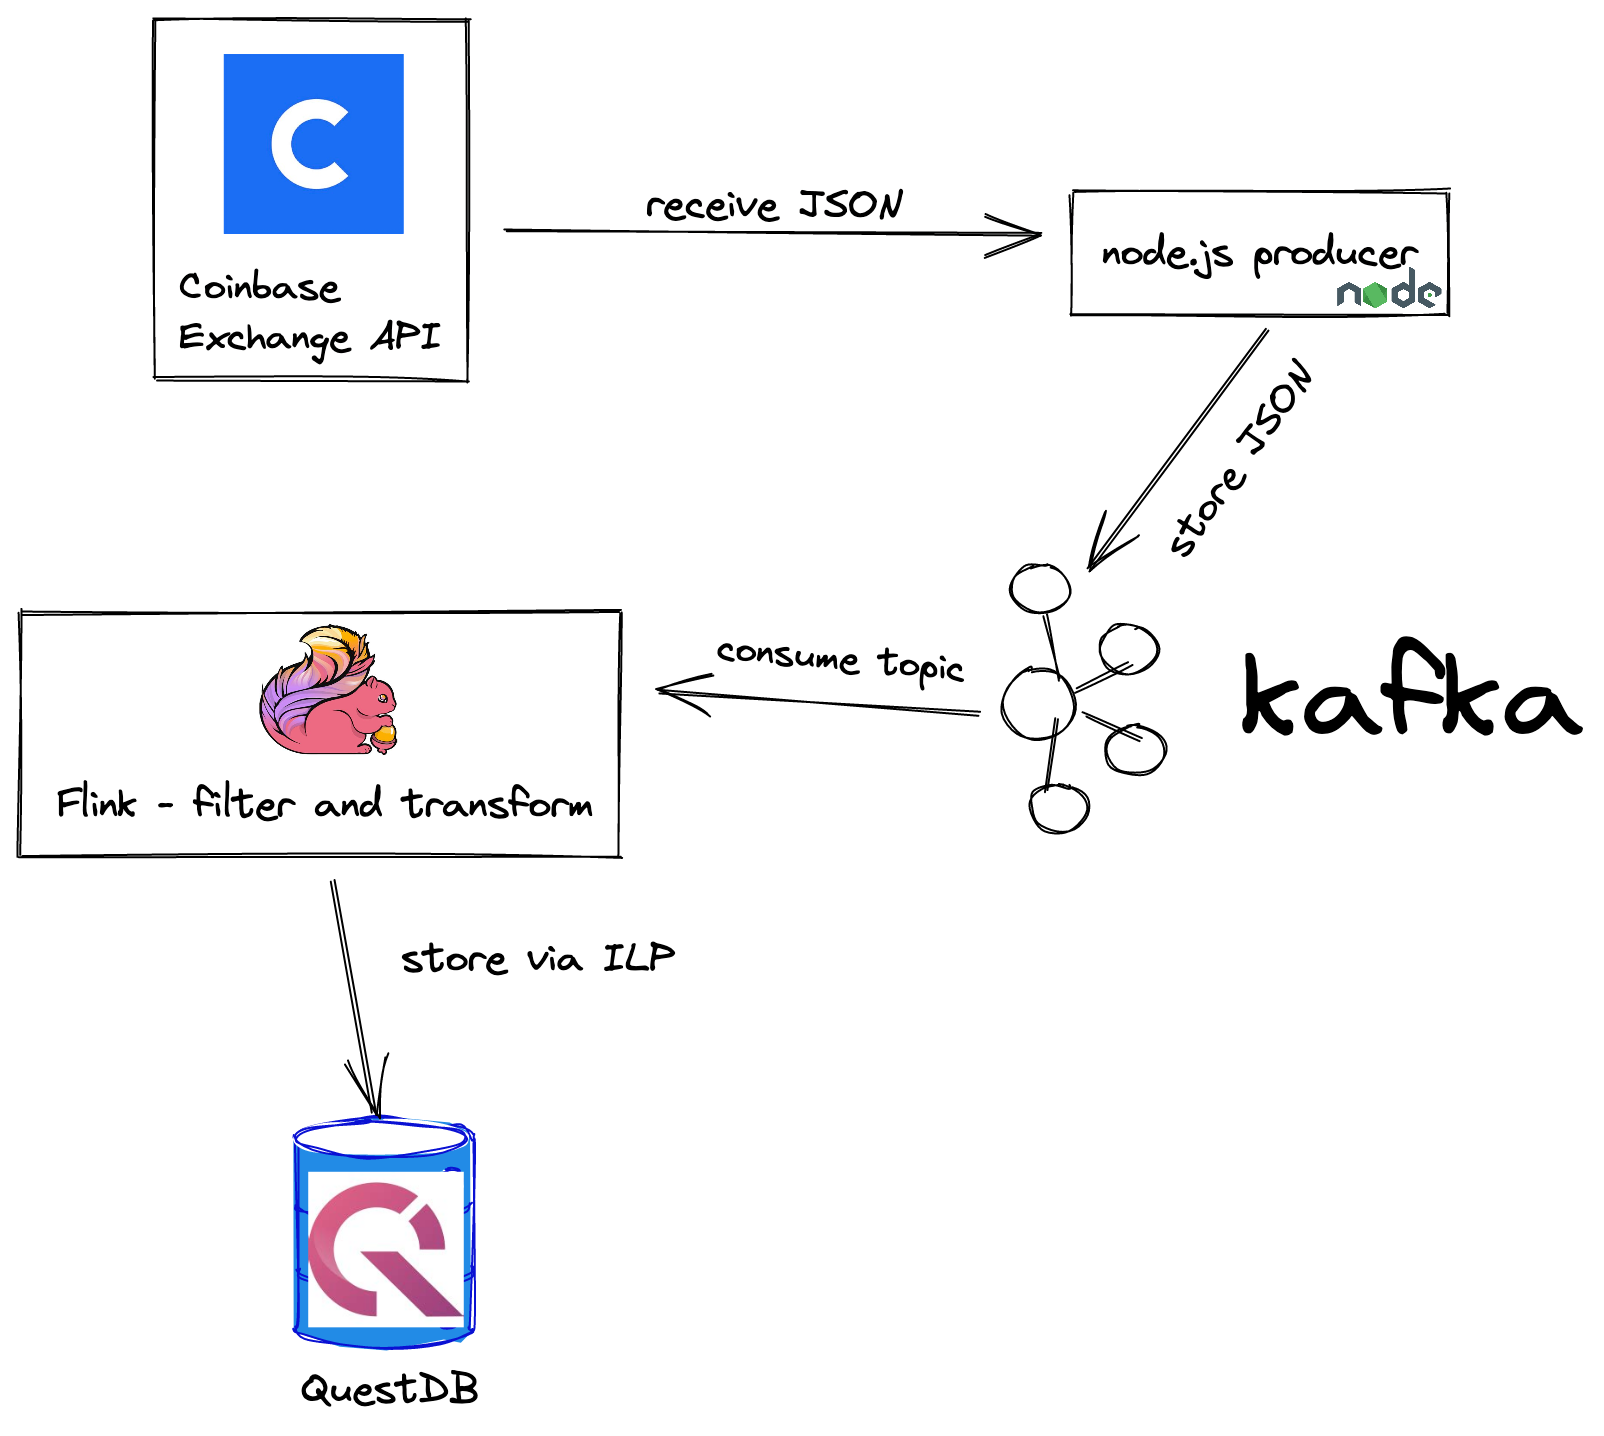 C
Coinbase
Exchange API
receive JSON
node.js producer
node
store JSON
kafka
consume topic
Flink - filter and transform
store via ILP
QuestDB